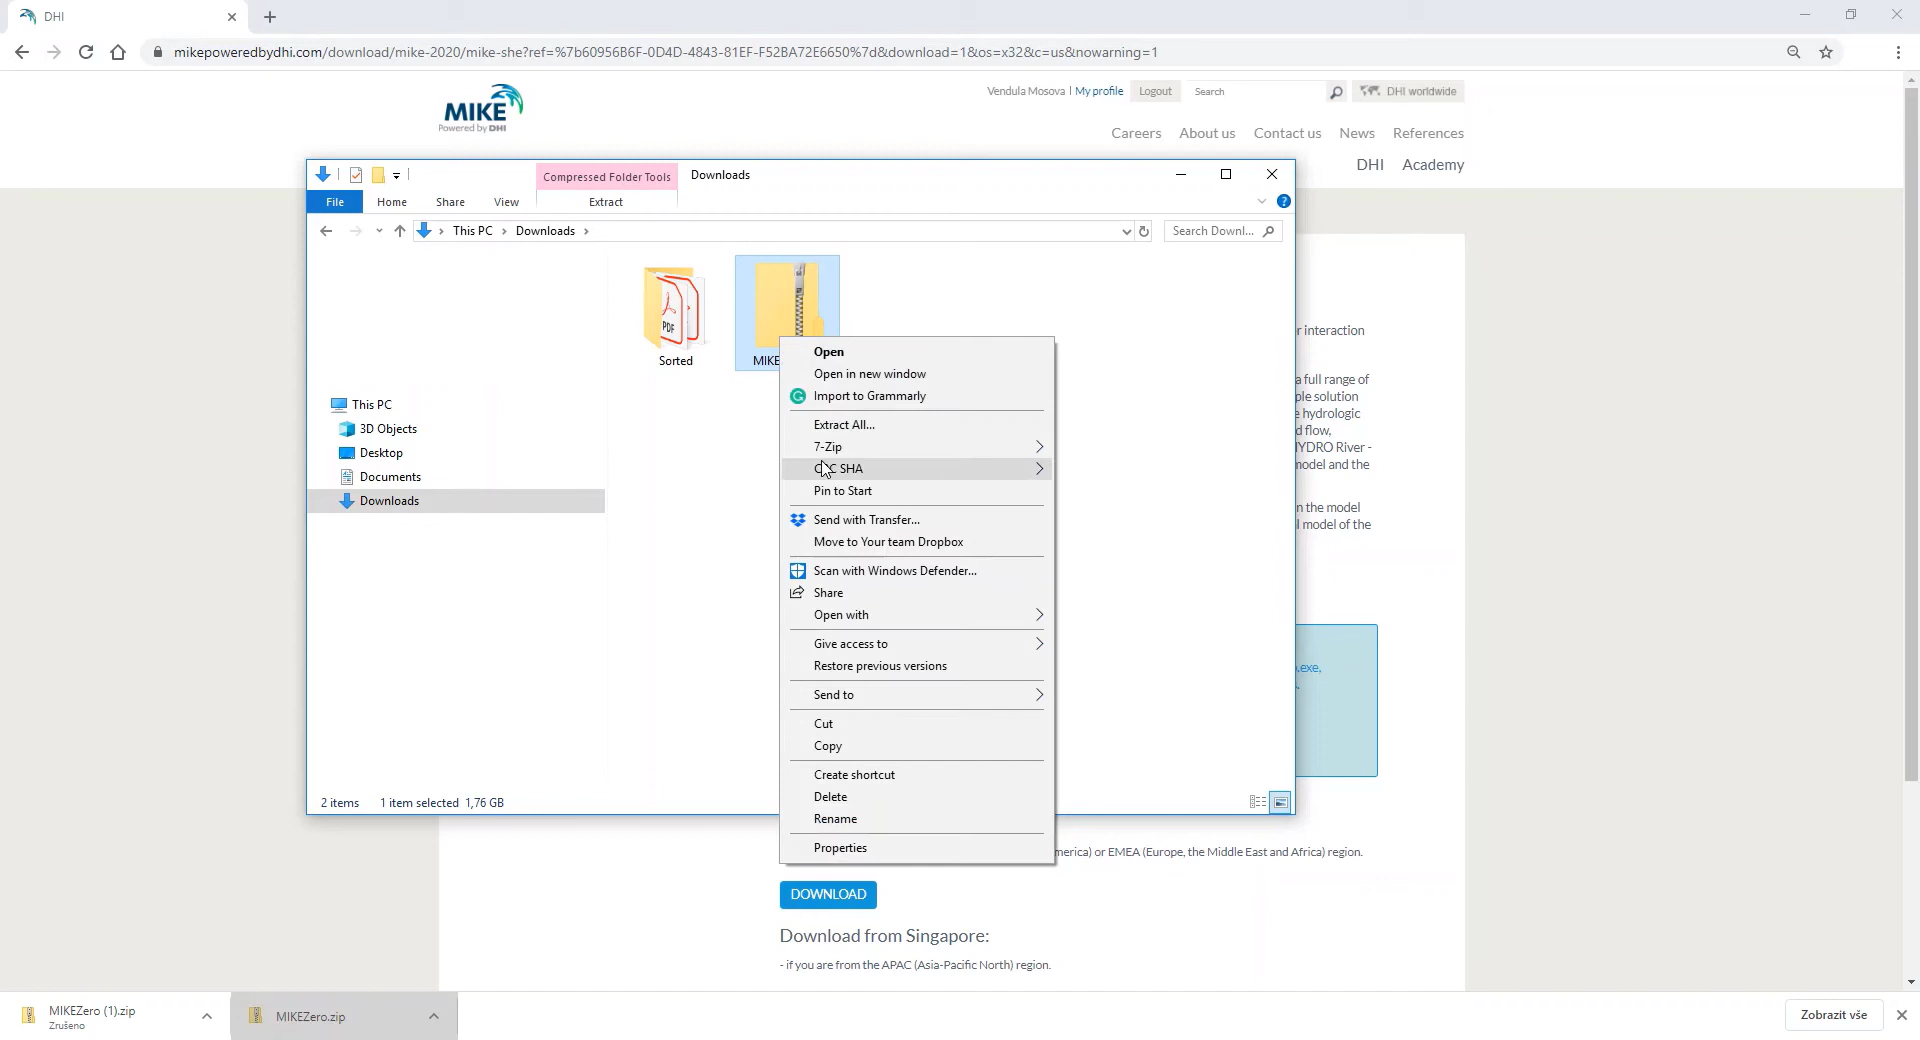 DHI
mikepoweredbydhi.com/download/mike-2020/mike-she?ref=%7b60956B6F-0D4D-4843-81EF-F52BA72E6650%7d&download=1&os=x32&c=us&nowarning=1
MIKE
Powered by DHI
Vendula Mosova | My profile
Logout
Search
DHI worldwide
Careers
About us
Contact us
News
References
DHI
Academy
Compressed Folder Tools
Downloads
File
Home
Share
View
Extract
This PC
Downloads
Search Downl...
This PC
3D Objects
Desktop
Documents
Downloads
PDF
Sorted
MIKE
Open
Open in new window
Import to Grammarly
Extract All...
7-Zip
SHA
Pin to Start
Send with Transfer...
Move to Your team Dropbox
Scan with Windows Defender...
Share
Open with
Give access to
Restore previous versions
Send to
Cut
Copy
Create shortcut
Delete
Rename
Properties
2 items
1 item selected 1,76 GB
r interaction
a full range of
ple solution
e hydrologic
d flow,
YDRO River -
model and the
n the model
l model of the
.exe,
merica) or EMEA (Europe, the Middle East and Africa) region.
DOWNLOAD
Download from Singapore:
- if you are from the APAC (Asia-Pacific North) region.
MIKEZero (1).zip
Zrušeno
MIKEZero.zip
Zobrazit vše